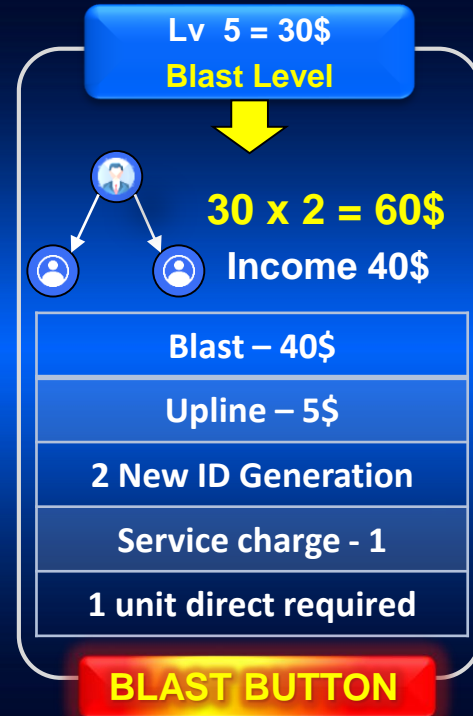 Lv 5 = 30$
Blast Level
30 x 2 = 60$
Income 40$
Blast – 40$
Upline – 5$
2 New ID Generation
Service charge - 1
1 unit direct required
BLAST BUTTON